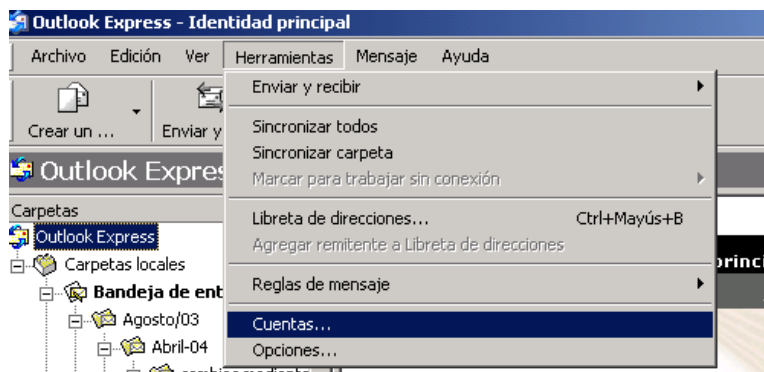 Outlook Express - Identidad principal
Archivo Edición Ver Herramientas Mensaje Ayuda
Crear un ... Enviar y
Enviar y recibir
Sincronizar todos
Sincronizar carpeta
Marcar para trabajar sin conexión
Libreta de direcciones... Ctrl+Mayús+B
Agregar remitente a Libreta de direcciones
Reglas de mensaje
Cuentas...
Opciones...
Outlook Expres
Carpetas
Outlook Express
Carpetas locales
Bandeja de ent
Agosto/03
Abril-04
princi